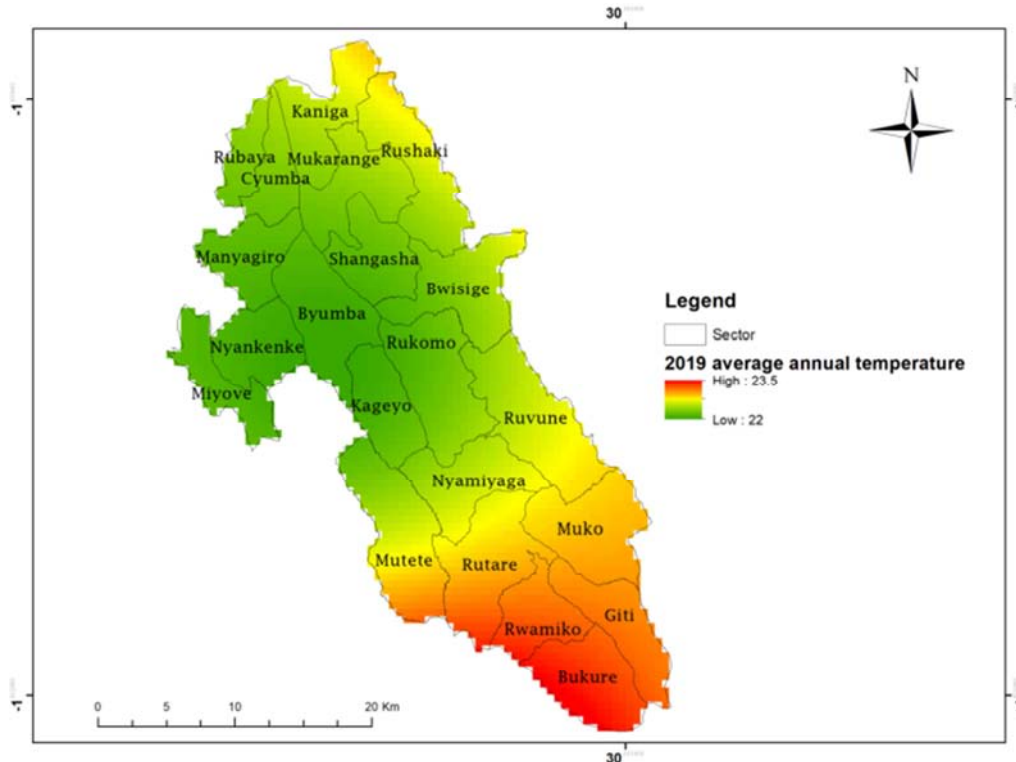 30
N
-1
Kaniga
Rubaya
Mukarange
Rushaki
Cyumba
Manyagiro
Shangasha
Bwisige
Byumba
Rukomo
Nyankenke
Miyove
Kageyo
Ruvune
Nyamiyaga
Muko
Mutete
Rutare
Giti
Rwamiko
Bukure
Legend
Sector
2019 average annual temperature
High : 23.5
Low : 22
0 5 10 20 Km
-1
30